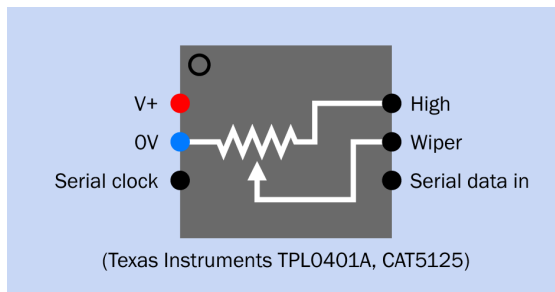 V+
High
0V
Wiper
Serial clock
Serial data in
(Texas Instruments TPL0401A, CAT5125)